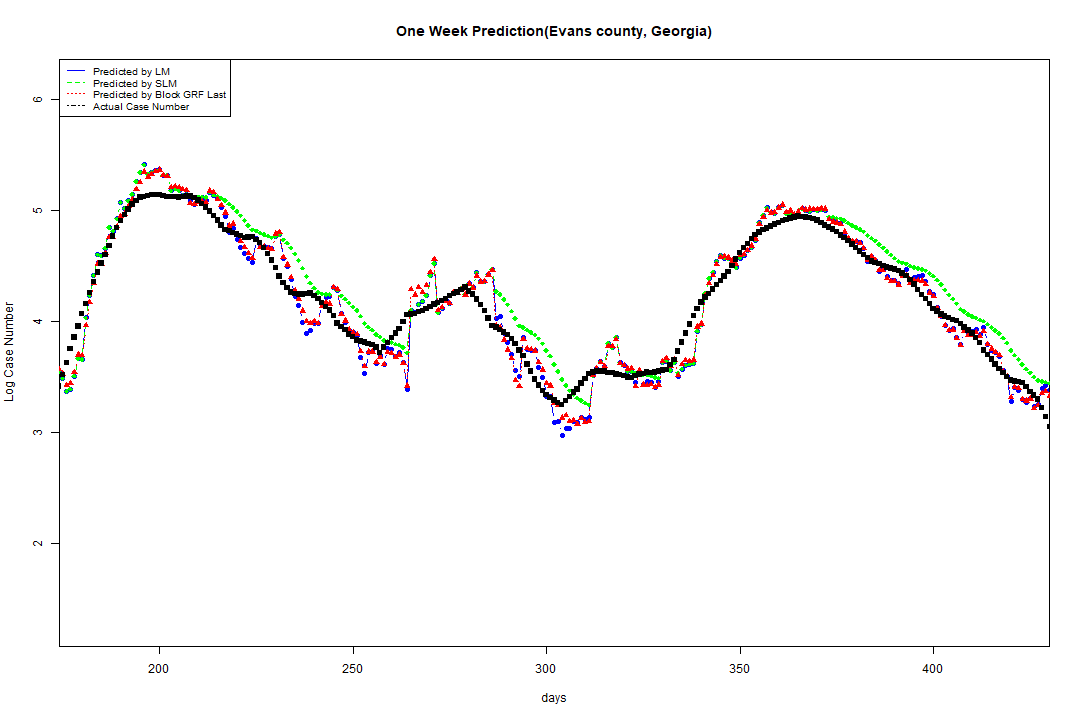 One Week Prediction(Evans county, Georgia)
Predicted by LM
Predicted by SLM
Predicted by Block GRF Last
Actual Case Number
6
5
4
3
2
Log Case Number
200 250 300 350 400
days